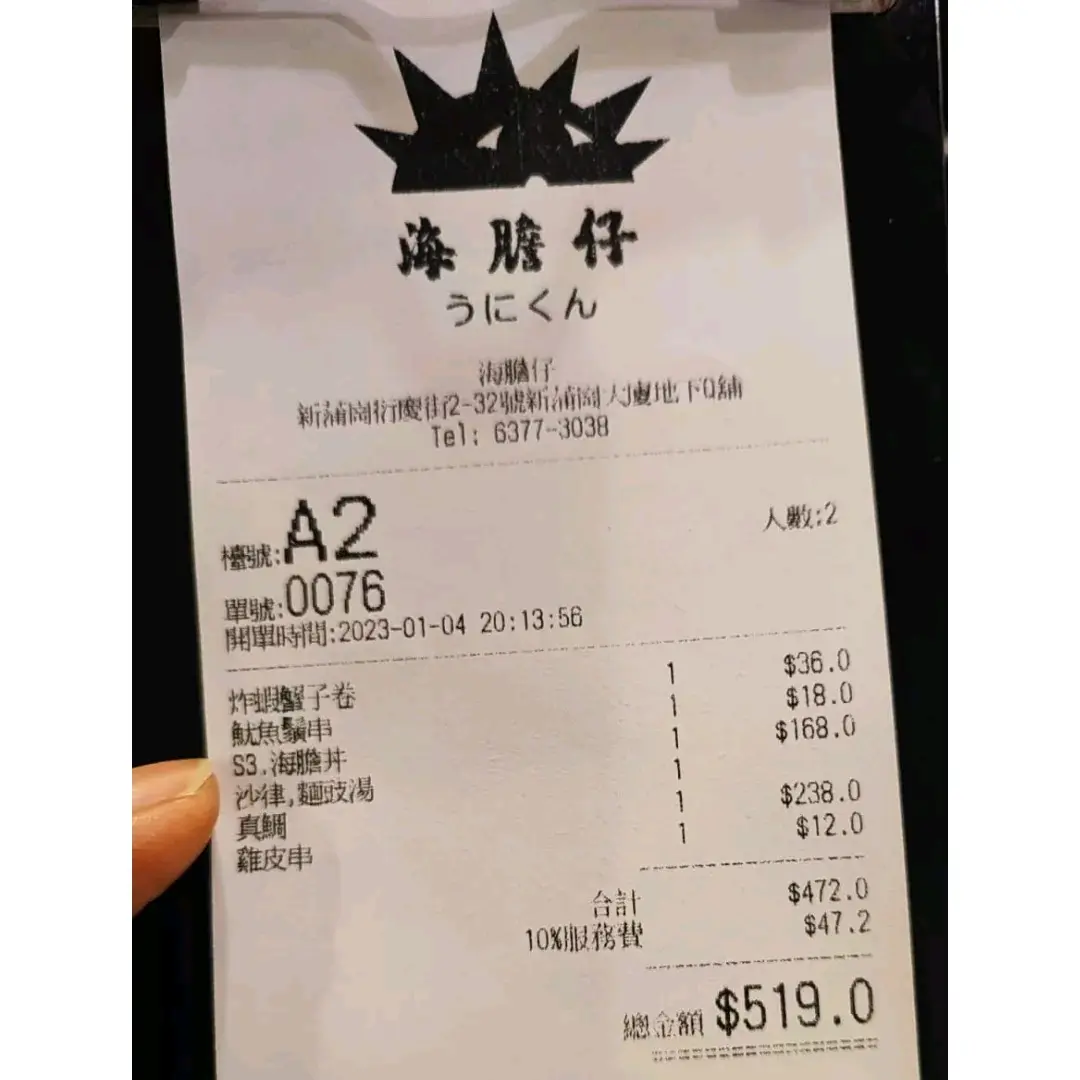 海膽仔
うにくん
海膽仔
新蒲崗衍慶街2-32號新蒲崗大廈地下Q舖
Tel: 6377-3038
檯號:A2 人數:2
單號:0076
開單時間:2023-01-04 20:13:56
炸蝦蟹子卷 1 $36.0
魷魚鬚串 1 $18.0
S3.海膽丼 1 $168.0
沙律,麵豉湯 1
真鯛 1 $238.0
雞皮串 1 $12.0
合計 $472.0
10%服務費 $47.2
總金額 $519.0